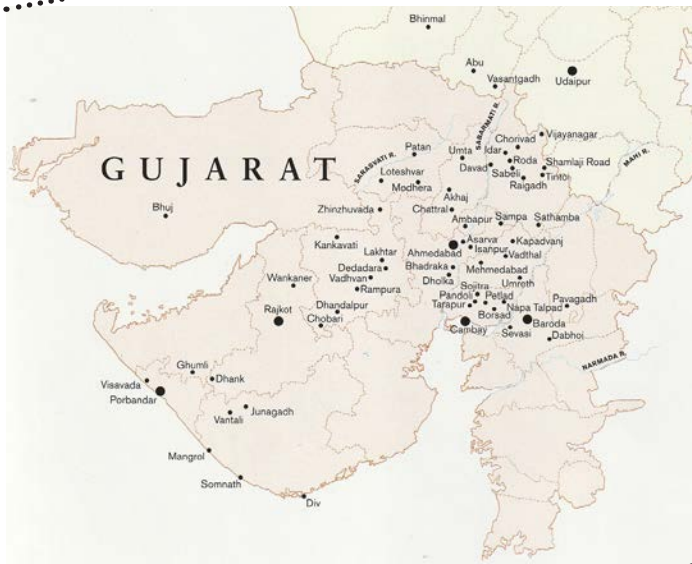 Bhinmal
Abu
Vasantgadh
Udaipur
SABARMATI R.
Chorivad
Vijayanagar
Patan
Umta
Idar
MAHI R.
SARASVATI R.
Davad
Roda
Shamlaji Road
GUJARAT
Loteshvar
Modhera
Sabeli
Tintoi
Raigadh
Akhaj
Bhuj
Zhinzhuvada
Chattral
Ambapur
Sampa
Sathamba
Kankavati
Asarva
Kapadvanj
Ahmedabad
Isanpur
Vadthal
Lakhtar
Dedadara
Bhadraka
Mehmedabad
Wankaner
Vadhvan
Dholka
Umreth
Rampura
Sojitra
Pandoli
Petlad
Pavagadh
Dhandalpur
Tarapur
Napa Talpad
Rajkot
Chobari
Borsad
Cambay
Sevasi
Baroda
Dabhoi
NARMADA R.
Ghumli
Visavada
Dhank
Porbandar
Vantali
Junagadh
Mangrol
Somnath
Div